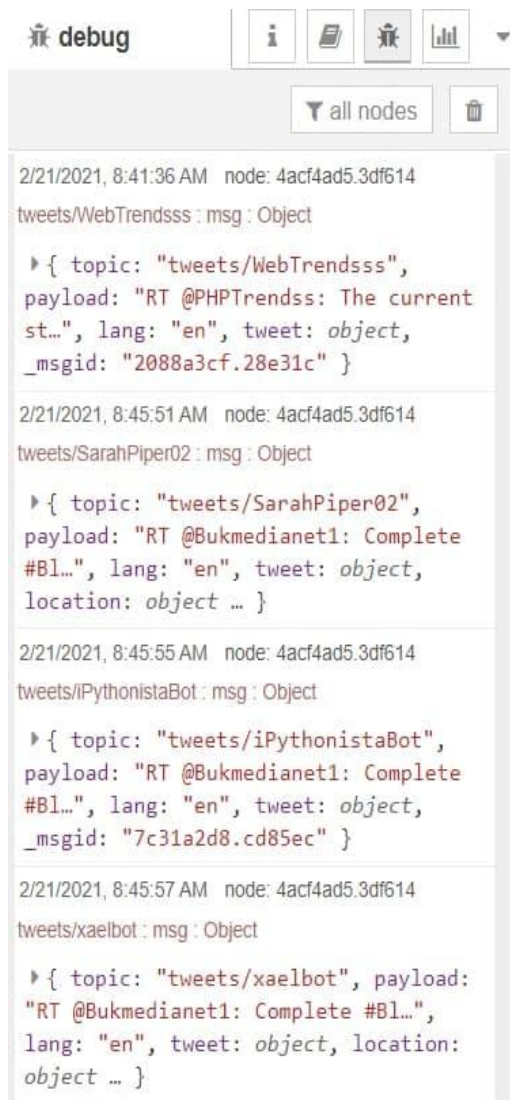 debug
i
all nodes
2/21/2021, 8:41:36 AM node: 4acf4ad5.3df614
tweets/WebTrendsss : msg : Object
{ topic: "tweets/WebTrendsss",
payload: "RT @PHPTrendss: The current
st…", lang: "en", tweet: object,
_msgid: "2088a3cf.28e31c" }
2/21/2021, 8:45:51 AM node: 4acf4ad5.3df614
tweets/SarahPiper02 : msg : Object
{ topic: "tweets/SarahPiper02",
payload: "RT @Bukmedianet1: Complete
#Bl…", lang: "en", tweet: object,
location: object … }
2/21/2021, 8:45:55 AM node: 4acf4ad5.3df614
tweets/iPythonistaBot : msg : Object
{ topic: "tweets/iPythonistaBot",
payload: "RT @Bukmedianet1: Complete
#Bl…", lang: "en", tweet: object,
_msgid: "7c31a2d8.cd85ec" }
2/21/2021, 8:45:57 AM node: 4acf4ad5.3df614
tweets/xaelbot : msg : Object
{ topic: "tweets/xaelbot", payload:
"RT @Bukmedianet1: Complete #Bl…",
lang: "en", tweet: object, location:
object … }